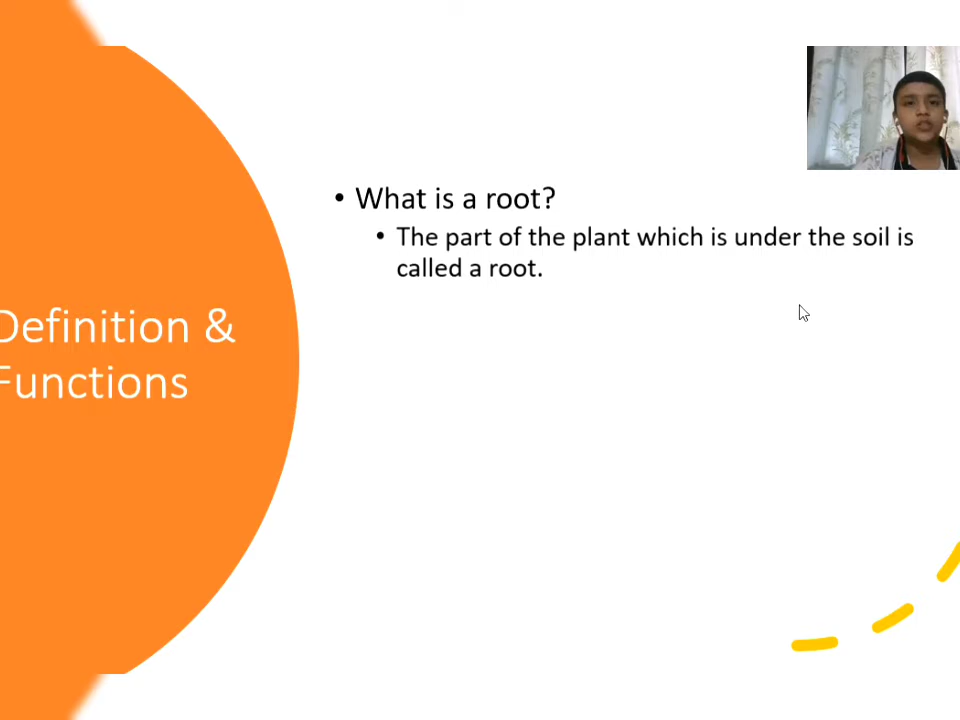 Definition &
Functions
• What is a root?
• The part of the plant which is under the soil is
called a root.